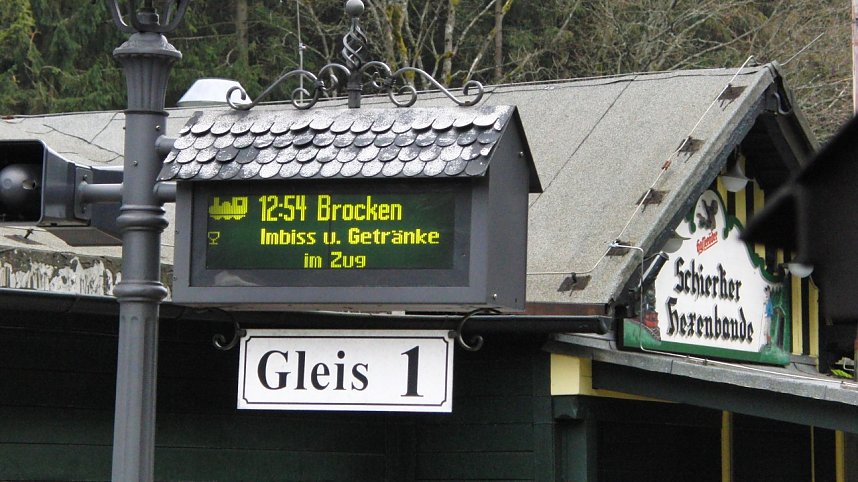 12:54 Brocken
Imbiss u. Getränke
im Zug
Gleis 1
Schierker
Hexenbaude